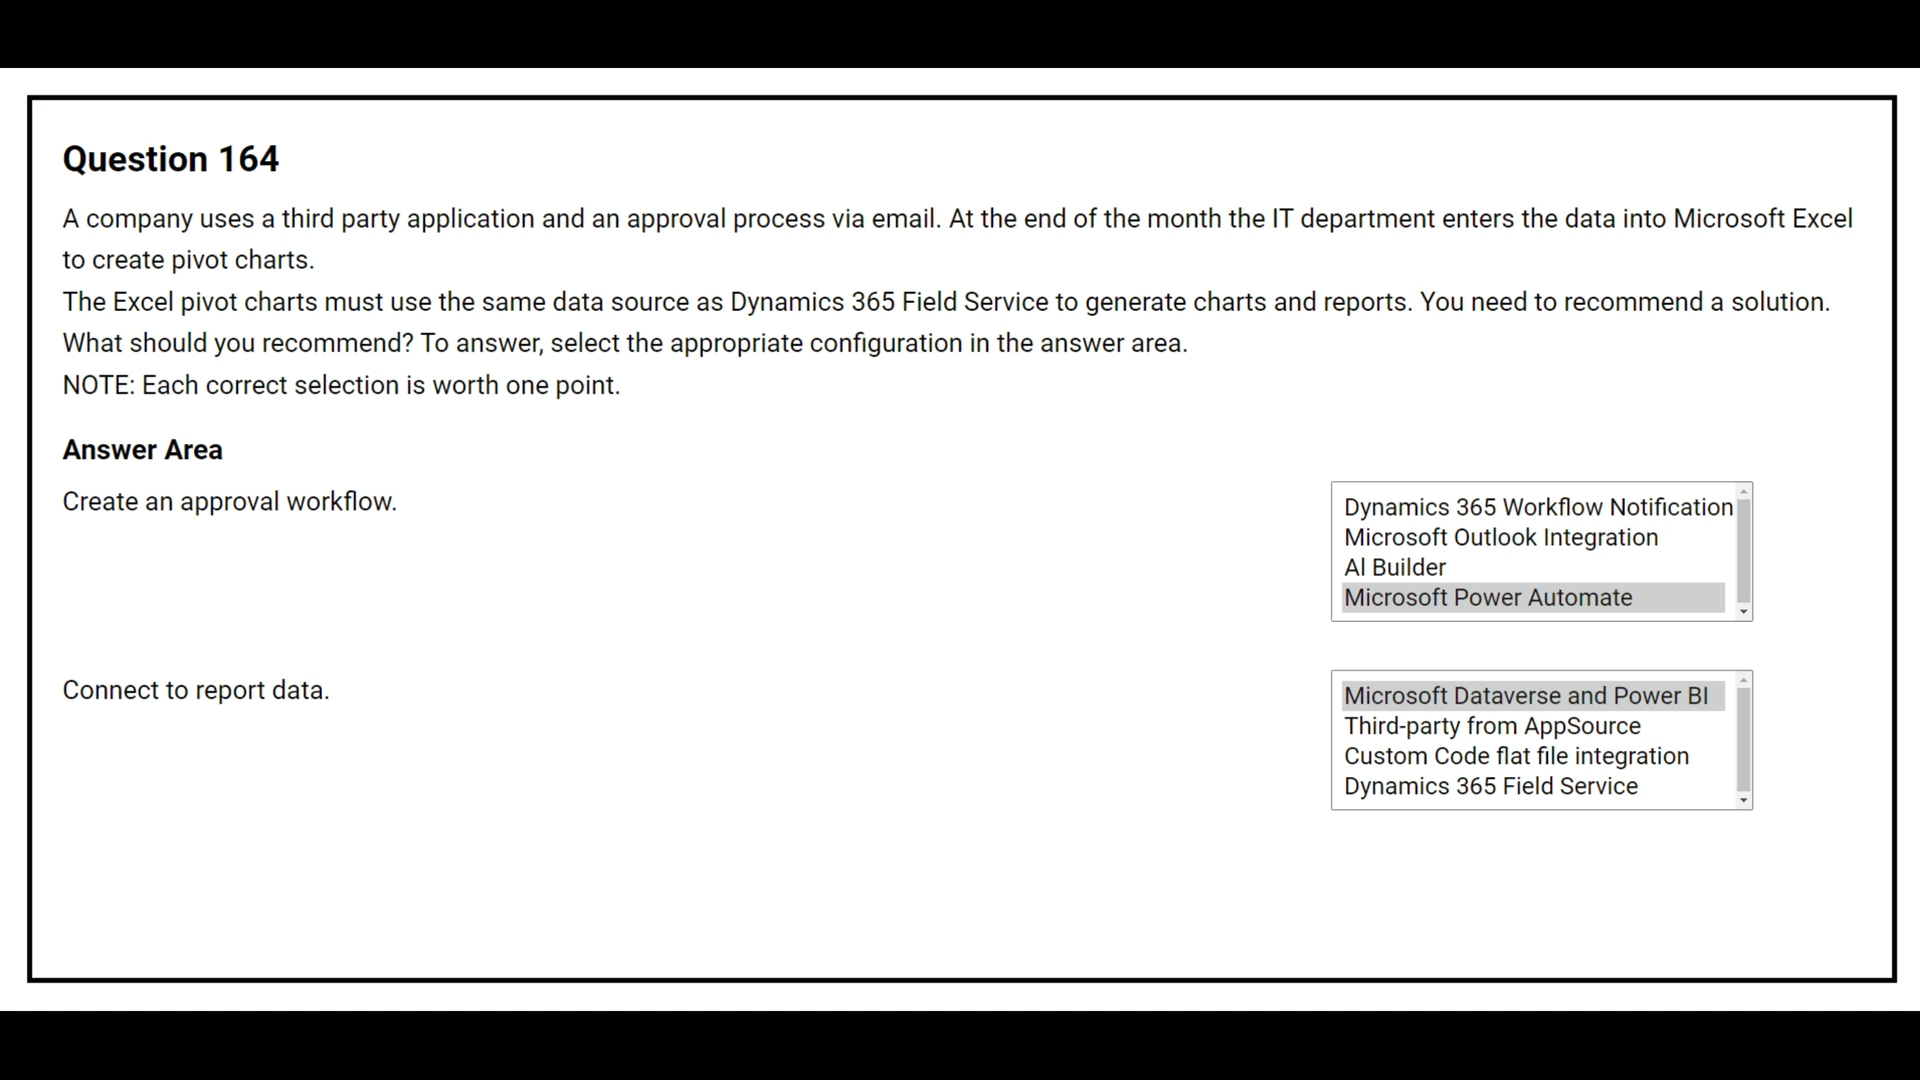 Question 164
A company uses a third party application and an approval process via email. At the end of the month the IT department enters the data into Microsoft Excel
to create pivot charts.
The Excel pivot charts must use the same data source as Dynamics 365 Field Service to generate charts and reports. You need to recommend a solution.
What should you recommend? To answer, select the appropriate configuration in the answer area.
NOTE: Each correct selection is worth one point.
Answer Area
Create an approval workflow.
Dynamics 365 Workflow Notification
Microsoft Outlook Integration
Al Builder
Microsoft Power Automate
Connect to report data.
Microsoft Dataverse and Power BI
Third-party from AppSource
Custom Code flat file integration
Dynamics 365 Field Service